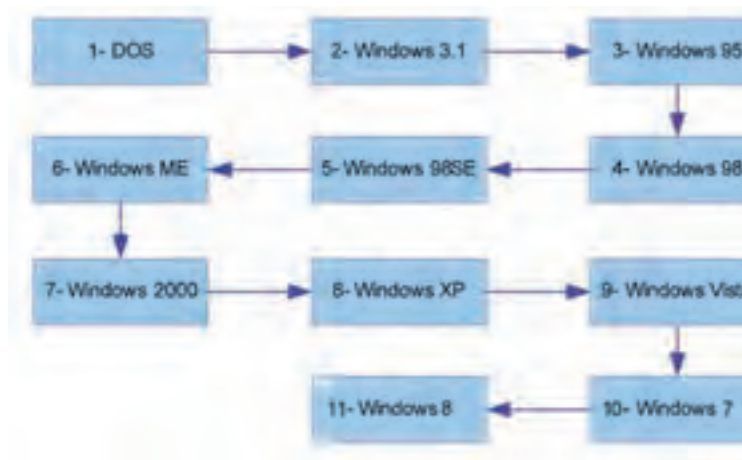 1- DOS
2- Windows 3.1
3- Windows 95
4- Windows 98
5- Windows 98SE
6- Windows ME
7- Windows 2000
8- Windows XP
9- Windows Vist
10- Windows 7
11- Windows 8